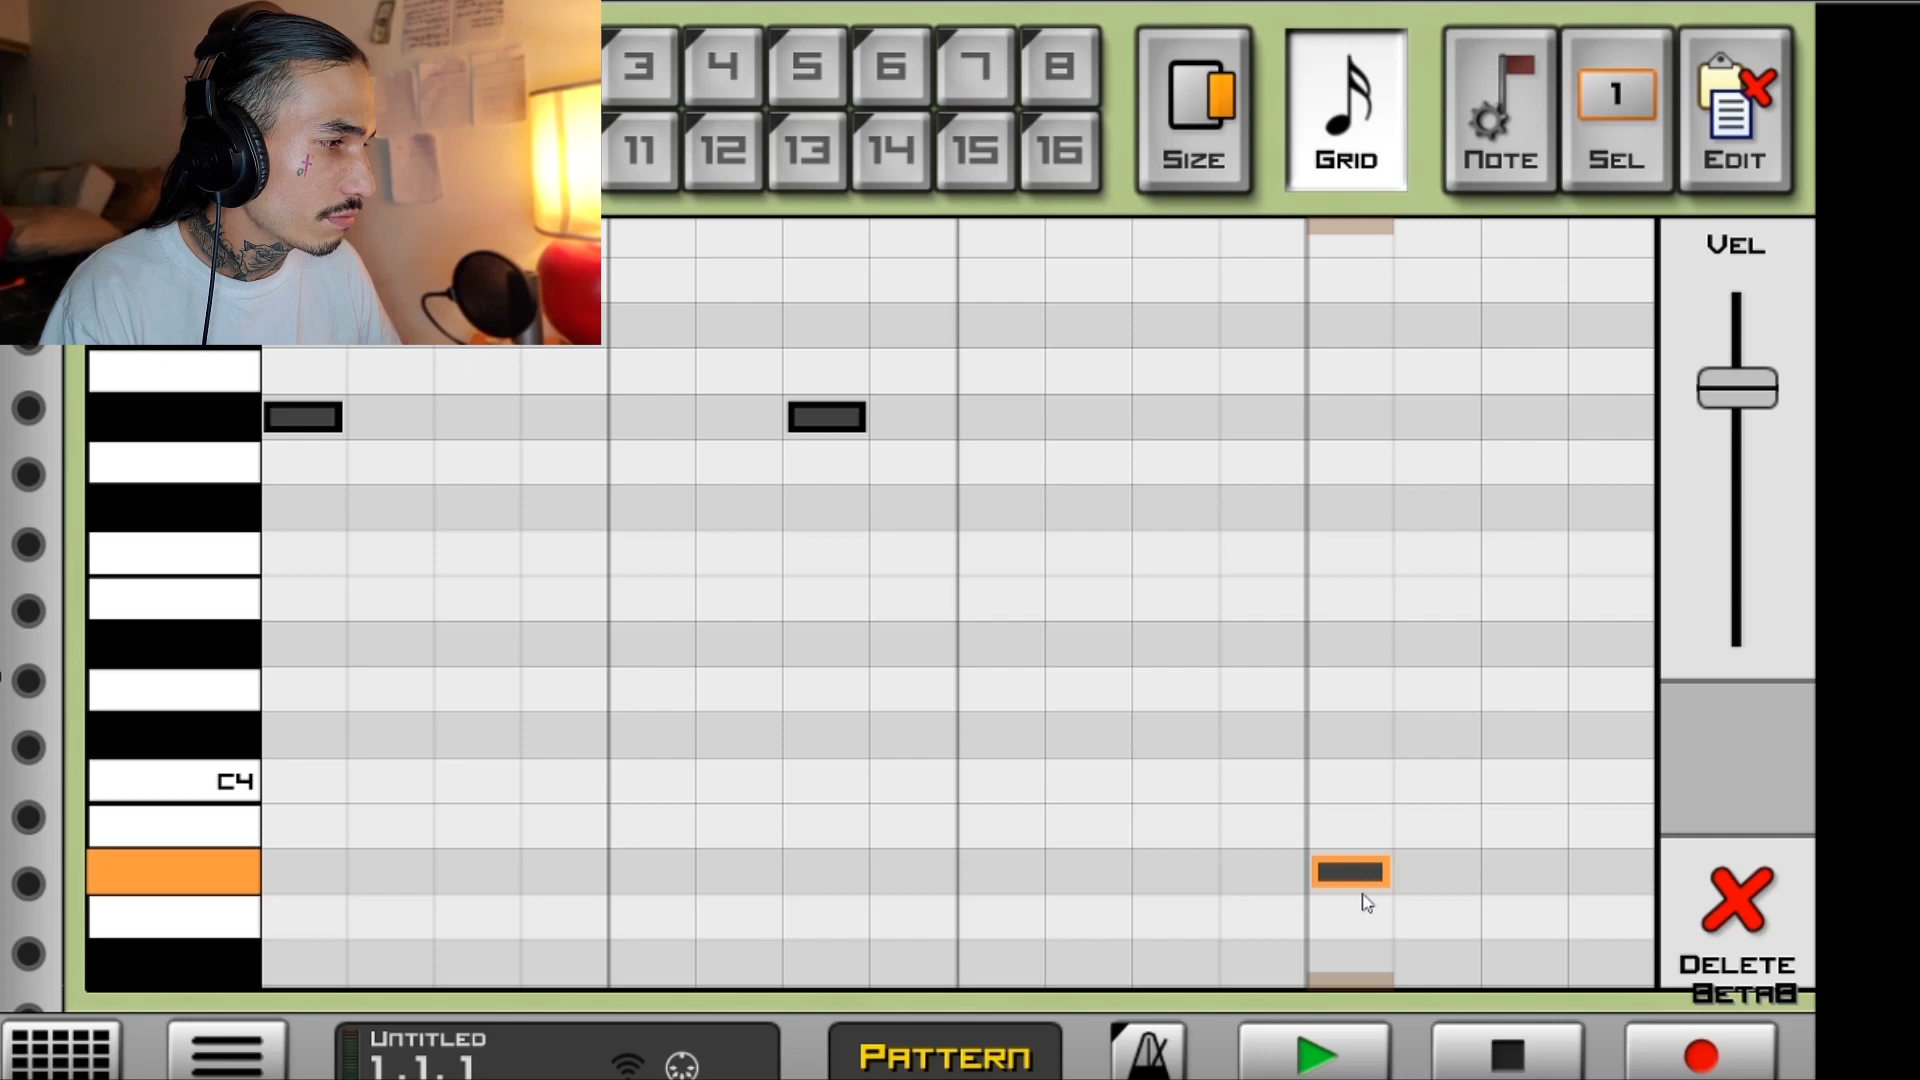 3 4 5 6 7 8
11 12 13 14 15 16
SIZE
GRID
NOTE
1
SEL
EDIT
VEL
C4
DELETE
BETA8
UNTITLED
1.1.1
PATTERN